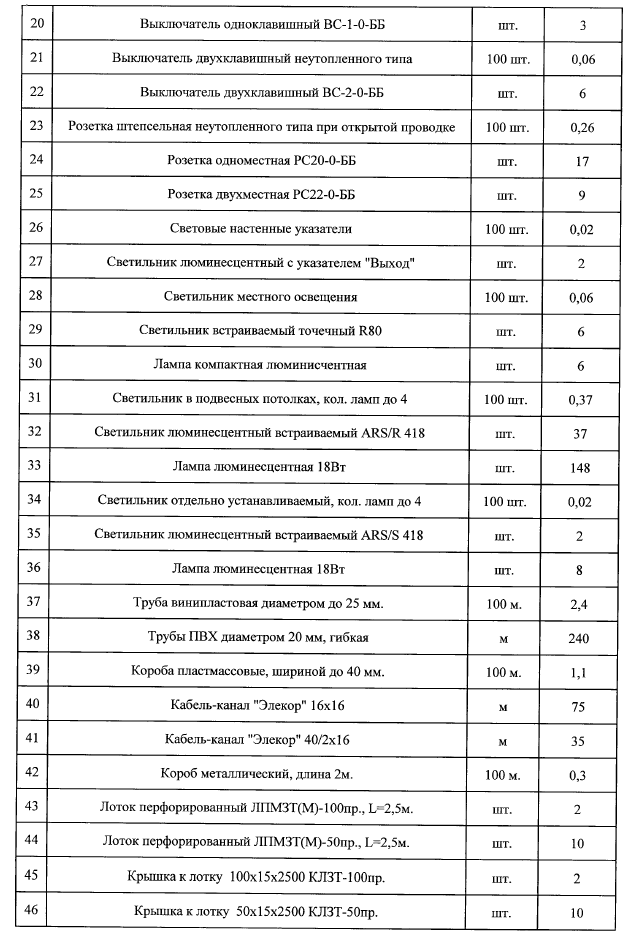 20 Выключатель одноклавишный ВС-1-0-ББ шт. 3
21 Выключатель двухклавишный неутопленного типа 100 шт. 0,06
22 Выключатель двухклавишный ВС-2-0-ББ шт. 6
23 Розетка штепсельная неутопленного типа при открытой проводке 100 шт. 0,26
24 Розетка одноместная РС20-0-ББ шт. 17
25 Розетка двухместная РС22-0-ББ шт. 9
26 Световые настенные указатели 100 шт. 0,02
27 Светильник люминесцентный с указателем "Выход" шт. 2
28 Светильник местного освещения 100 шт. 0,06
29 Светильник встраиваемый точечный R80 шт. 6
30 Лампа компактная люминисчентная шт. 6
31 Светильник в подвесных потолках, кол. ламп до 4 100 шт. 0,37
32 Светильник люминесцентный встраиваемый ARS/R 418 шт. 37
33 Лампа люминесцентная 18Вт шт. 148
34 Светильник отдельно устанавливаемый, кол. ламп до 4 100 шт. 0,02
35 Светильник люминесцентный встраиваемый ARS/S 418 шт. 2
36 Лампа люминесцентная 18Вт шт. 8
37 Труба винипластовая диаметром до 25 мм. 100 м. 2,4
38 Трубы ПВХ диаметром 20 мм, гибкая м 240
39 Короба пластмассовые, шириной до 40 мм. 100 м. 1,1
40 Кабель-канал "Элекор" 16х16 м 75
41 Кабель-канал "Элекор" 40/2х16 м 35
42 Короб металлический, длина 2м. 100 м. 0,3
43 Лоток перфорированный ЛПМЗТ(М)-100пр., L=2,5м. шт. 2
44 Лоток перфорированный ЛПМЗТ(М)-50пр., L=2,5м. шт. 10
45 Крышка к лотку 100х15х2500 КЛЗТ-100пр. шт. 2
46 Крышка к лотку 50х15х2500 КЛЗТ-50пр. шт. 10